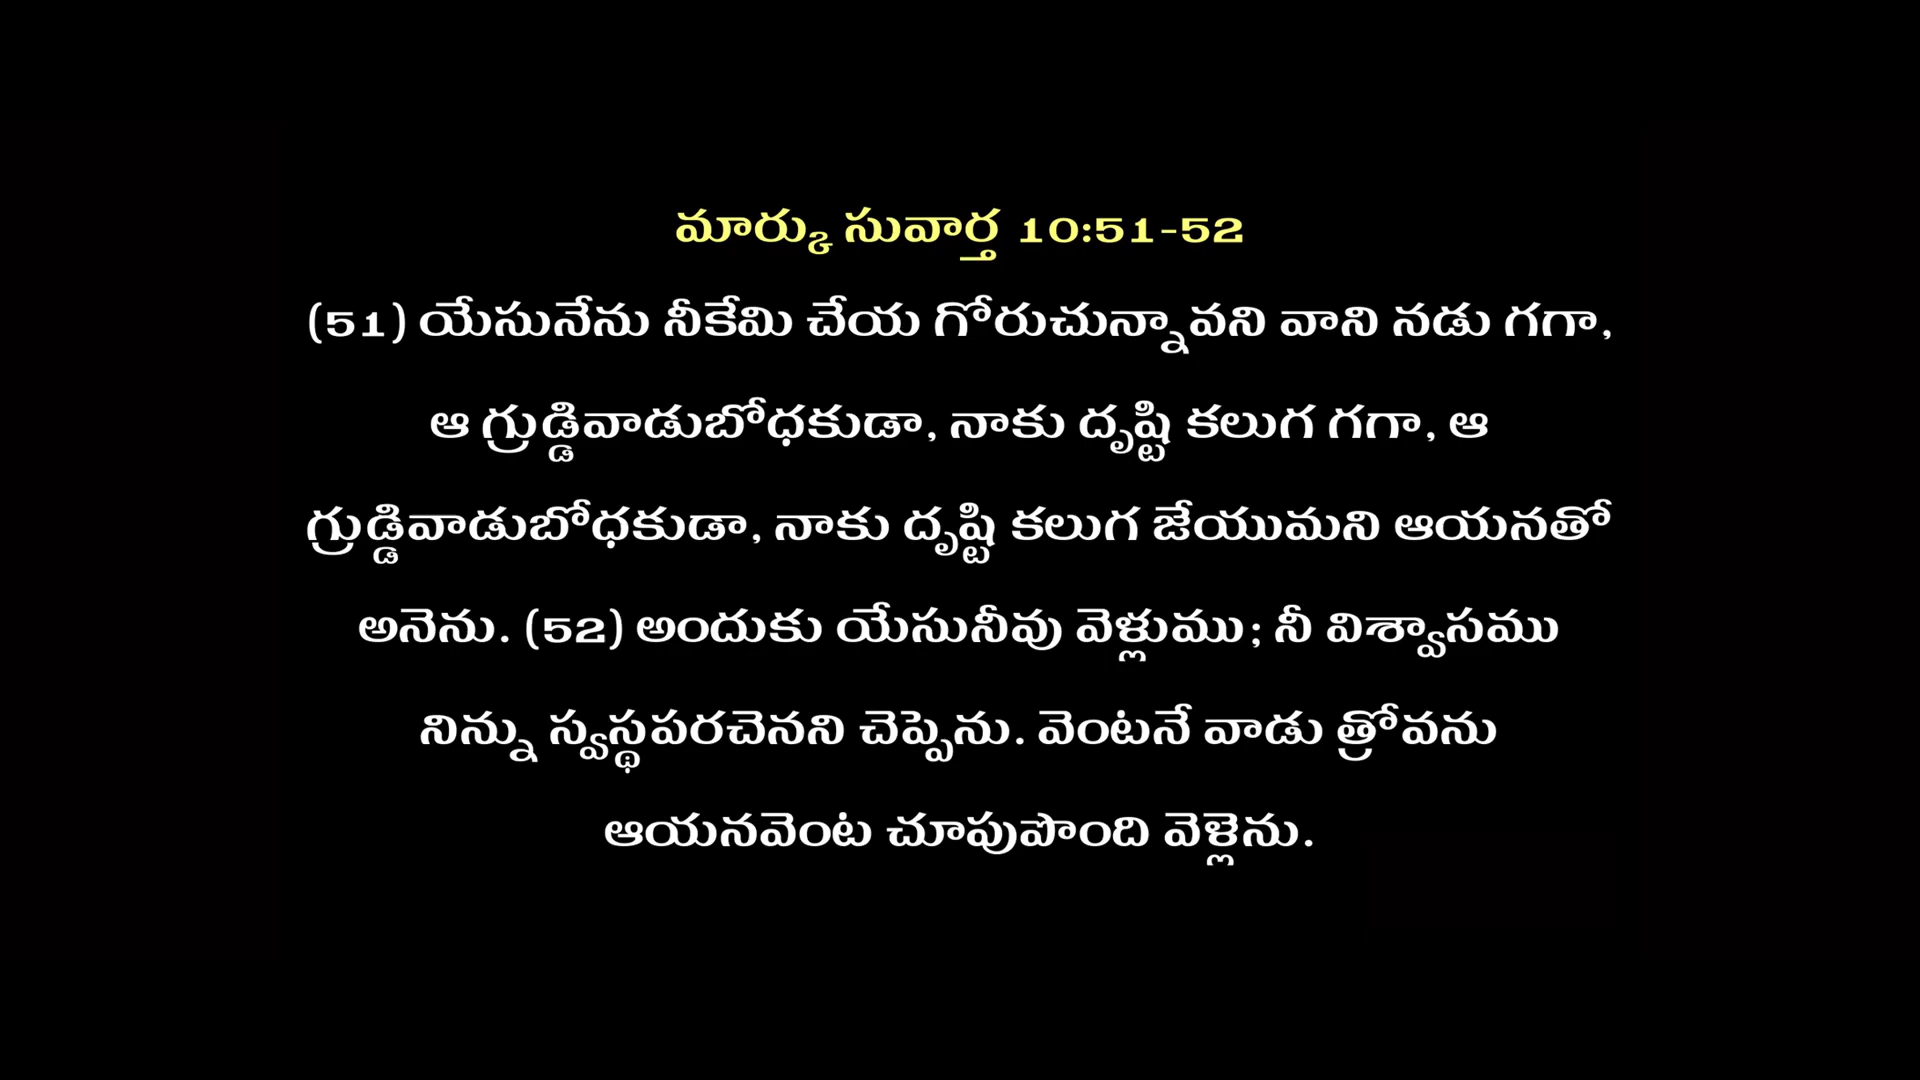 మార్కు సువార్త 10:51-52
(51) యేసునేను నీకేమి చేయ గోరుచున్నావని వాని నడు గగా,
ఆ గ్రుడ్డివాడుబోధకుడా, నాకు దృష్టి కలుగ గగా, ఆ
గ్రుడ్డివాడుబోధకుడా, నాకు దృష్టి కలుగ జేయుమని ఆయనతో
అనెను. (52) అందుకు యేసునీవు వెళ్లుము; నీ విశ్వాసము
నిన్ను స్వస్థపరచెనని చెప్పెను. వెంటనే వాడు త్రోవను
ఆయనవెంట చూపుపొంది వెళ్లెను.